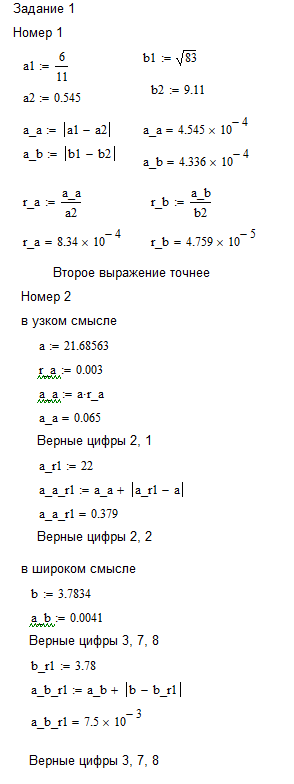 Задание 1
Номер 1
a1 := 6/11
b1 := √83
a2 := 0.545
b2 := 9.11
a_a := |a1 − a2|
a_a = 4.545 × 10^−4
a_b := |b1 − b2|
a_b = 4.336 × 10^−4
r_a := a_a/a2
r_b := a_b/b2
r_a = 8.34 × 10^−4
r_b = 4.759 × 10^−5
Второе выражение точнее
Номер 2
в узком смысле
a := 21.68563
r_a := 0.003
a_a := a·r_a
a_a = 0.065
Верные цифры 2, 1
a_r1 := 22
a_a_r1 := a_a + |a_r1 − a|
a_a_r1 = 0.379
Верные цифры 2, 2
в широком смысле
b := 3.7834
a_b := 0.0041
Верные цифры 3, 7, 8
b_r1 := 3.78
a_b_r1 := a_b + |b − b_r1|
a_b_r1 = 7.5 × 10^−3
Верные цифры 3, 7, 8